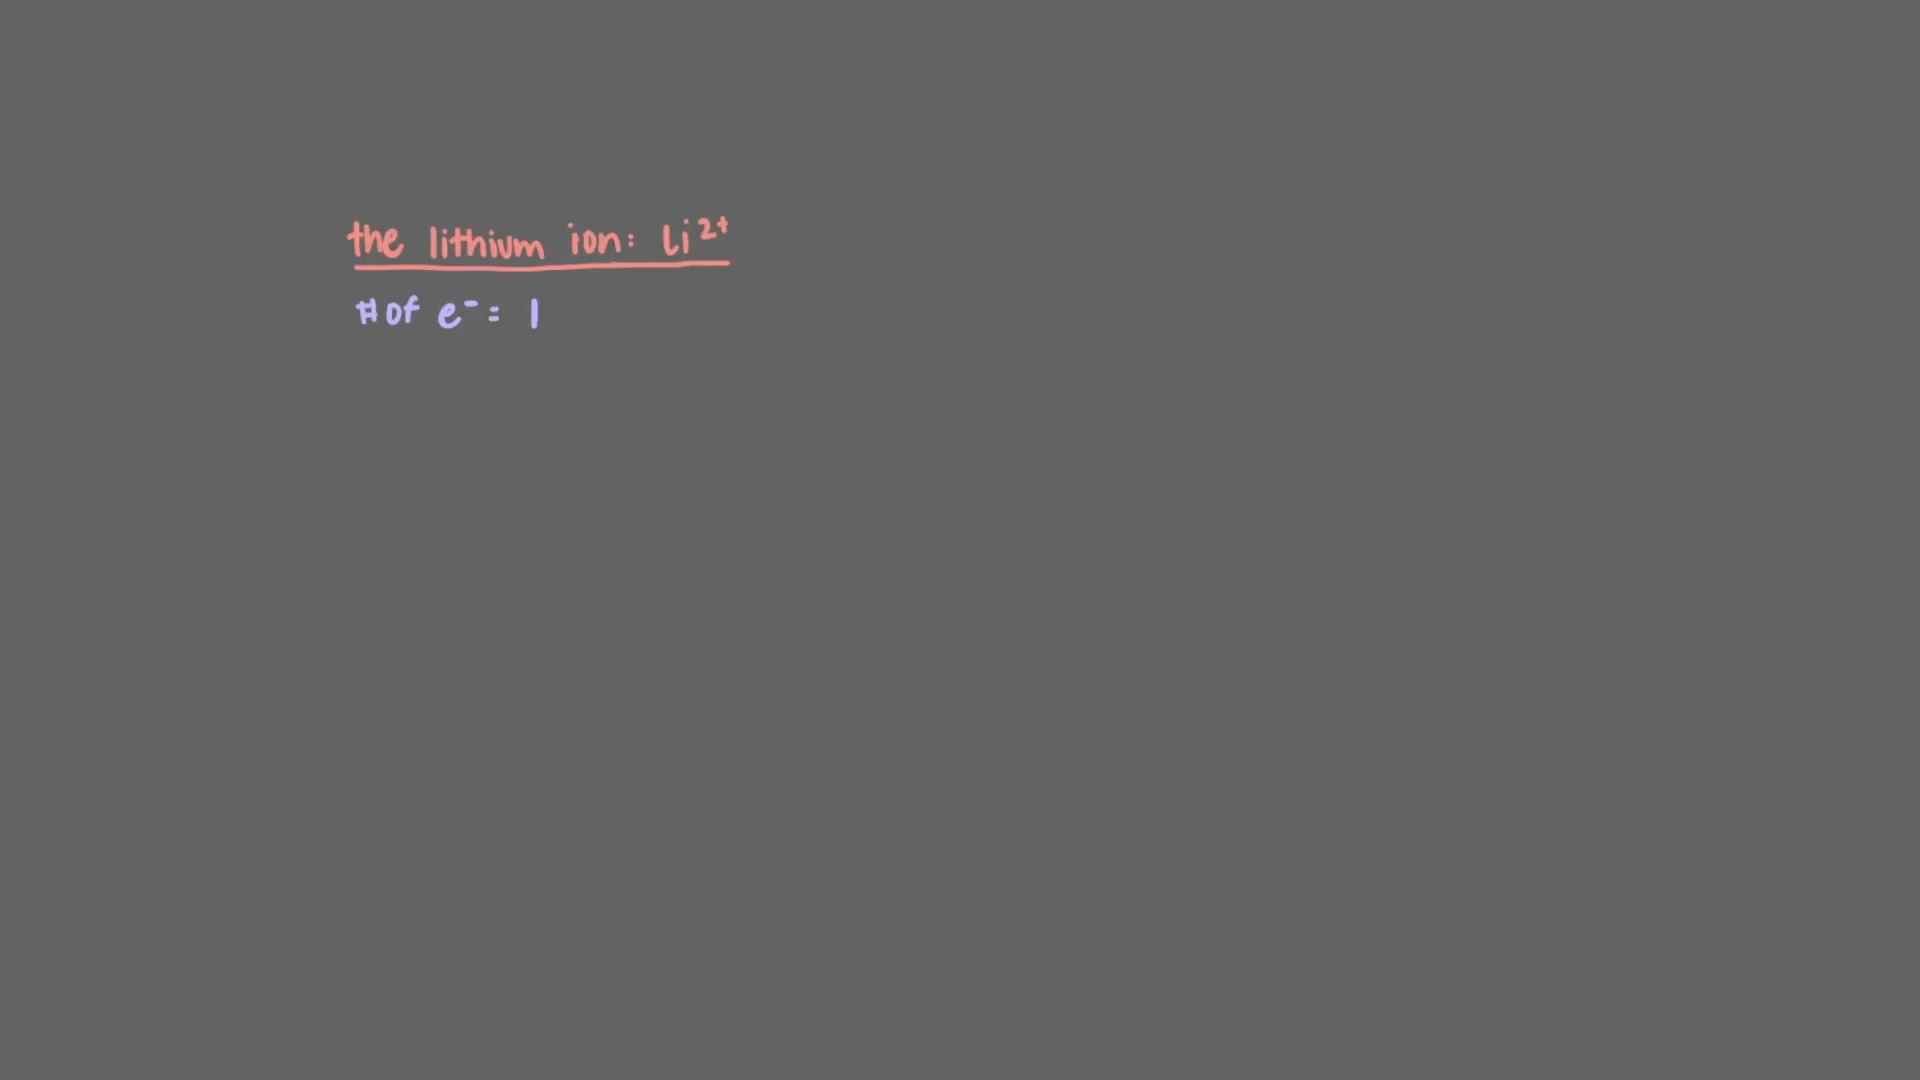 the lithium ion: Li²⁺
# of e⁻ = 1